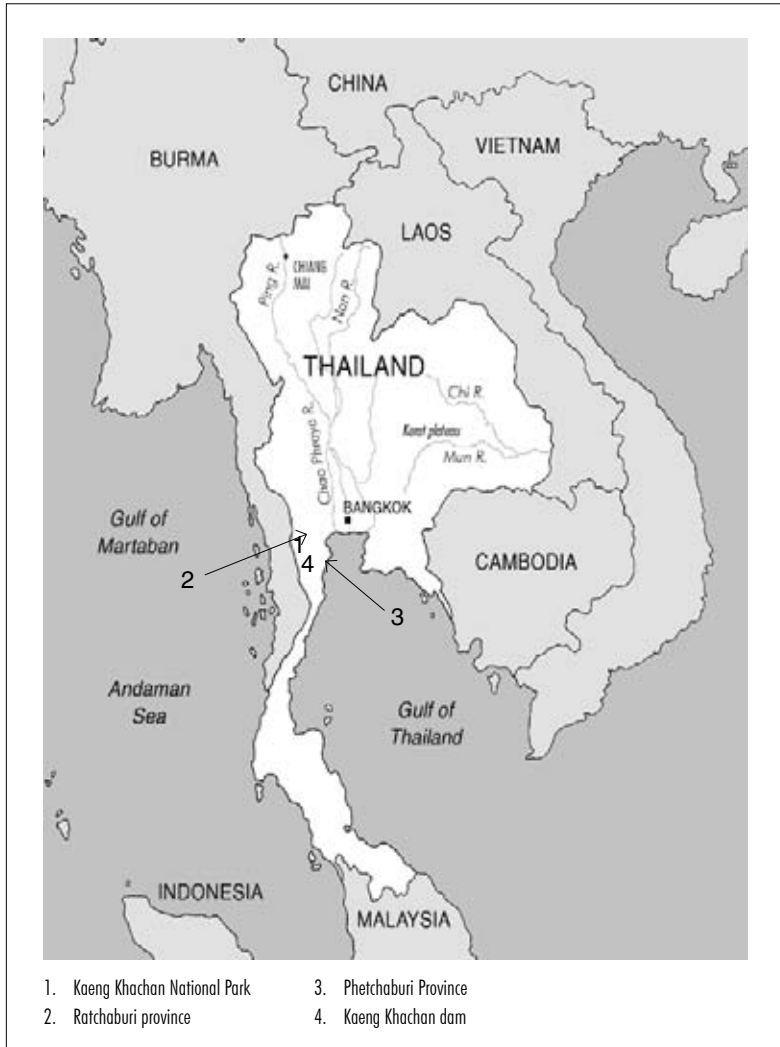 CHINA
BURMA
VIETNAM
LAOS
CHIANG
MAI
Ping R.
Nan R.
THAILAND
Chi R.
Chao Phraya R.
Korat plateau
Mun R.
BANGKOK
Gulf of
Martaban
1
4
CAMBODIA
2
3
Andaman
Sea
Gulf of
Thailand
INDONESIA
MALAYSIA
1. Kaeng Khachan National Park
2. Ratchaburi province
3. Phetchaburi Province
4. Kaeng Khachan dam